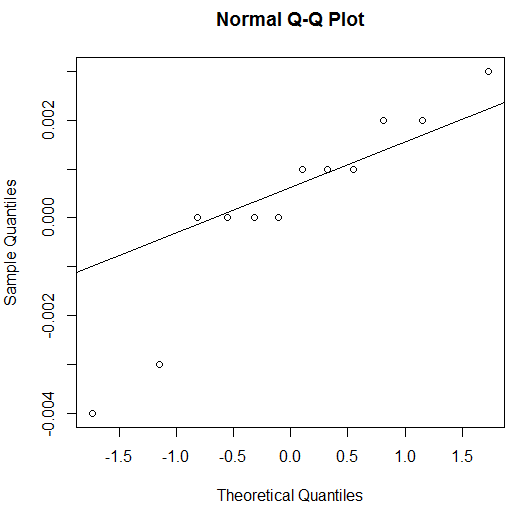 Normal Q-Q Plot
Sample Quantiles
0.002
0.000
-0.002
-0.004
-1.5 -1.0 -0.5 0.0 0.5 1.0 1.5
Theoretical Quantiles